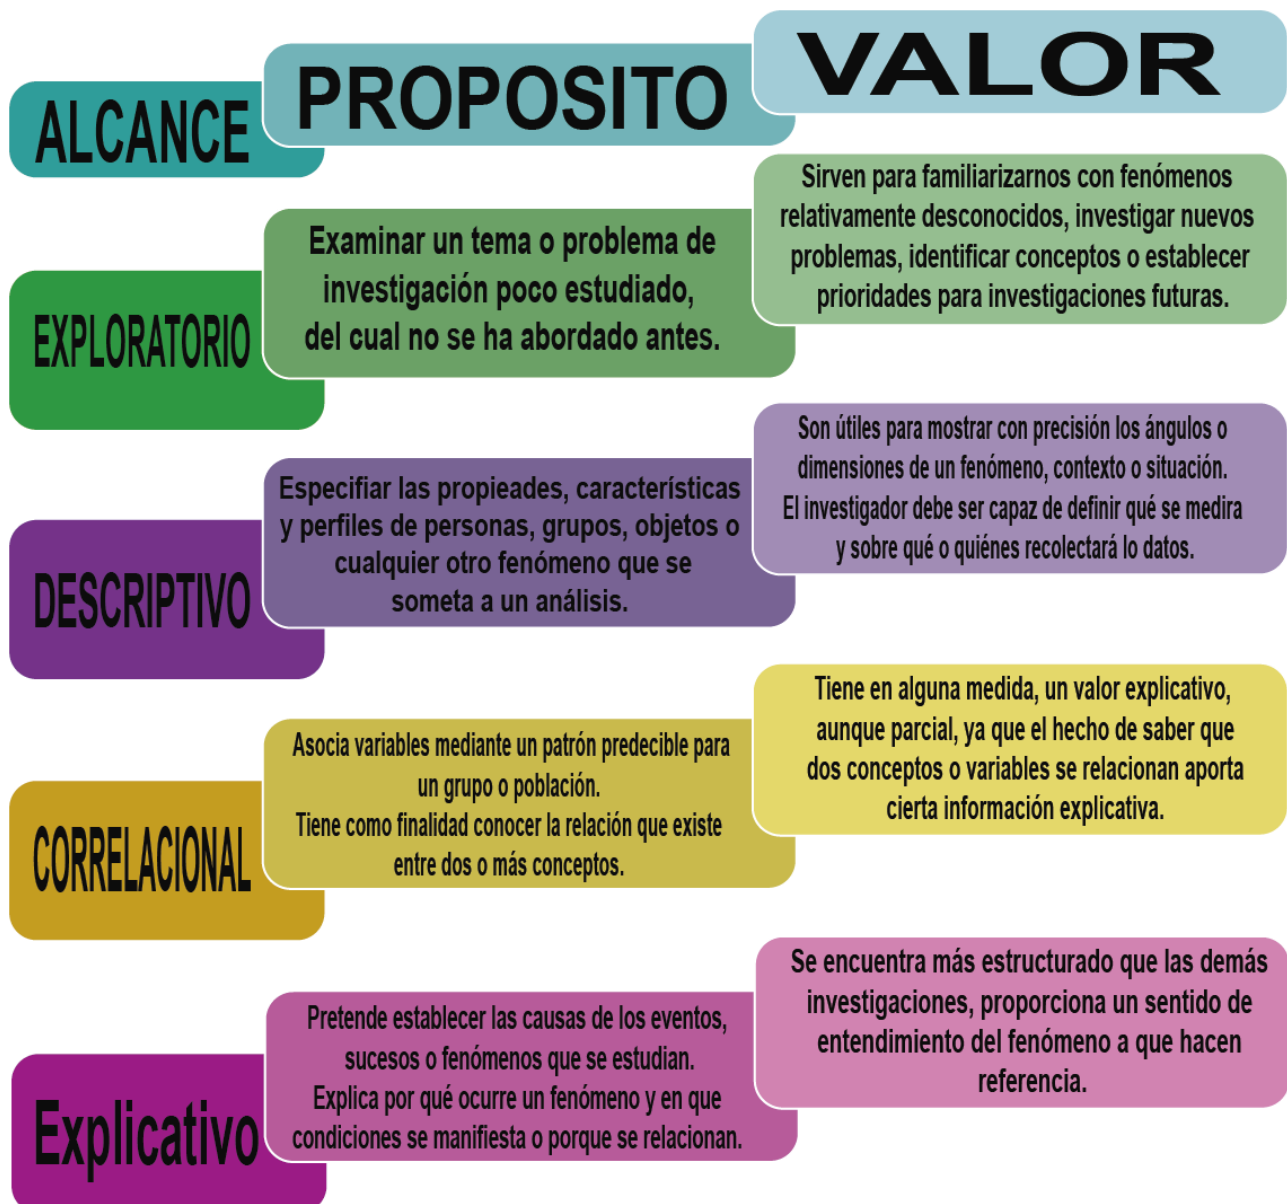 ALCANCE
PROPOSITO
VALOR
EXPLORATORIO
Examinar un tema o problema de
investigación poco estudiado,
del cual no se ha abordado antes.
Sirven para familiarizarnos con fenómenos
relativamente desconocidos, investigar nuevos
problemas, identificar conceptos o establecer
prioridades para investigaciones futuras.
DESCRIPTIVO
Especifiar las propieades, características
y perfiles de personas, grupos, objetos o
cualquier otro fenómeno que se
someta a un análisis.
Son útiles para mostrar con precisión los ángulos o
dimensiones de un fenómeno, contexto o situación.
El investigador debe ser capaz de definir qué se medira
y sobre qué o quiénes recolectará lo datos.
CORRELACIONAL
Asocia variables mediante un patrón predecible para
un grupo o población.
Tiene como finalidad conocer la relación que existe
entre dos o más conceptos.
Tiene en alguna medida, un valor explicativo,
aunque parcial, ya que el hecho de saber que
dos conceptos o variables se relacionan aporta
cierta información explicativa.
Explicativo
Pretende establecer las causas de los eventos,
sucesos o fenómenos que se estudian.
Explica por qué ocurre un fenómeno y en que
condiciones se manifiesta o porque se relacionan.
Se encuentra más estructurado que las demás
investigaciones, proporciona un sentido de
entendimiento del fenómeno a que hacen
referencia.